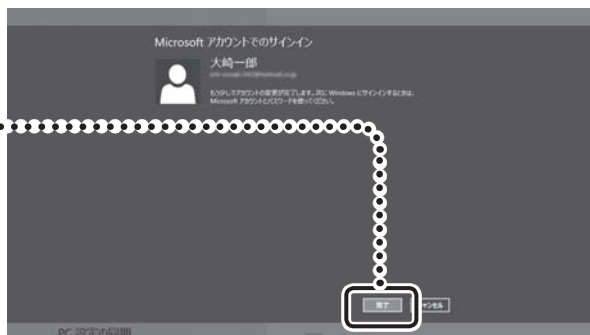 Microsoft アカウントでのサインイン
大崎一郎
もう少しでアカウントの変更が完了します。次に Windows にサインインするときは、
Microsoft アカウントとパスワードを使ってください。
完了
キャンセル
PC 設定の同期